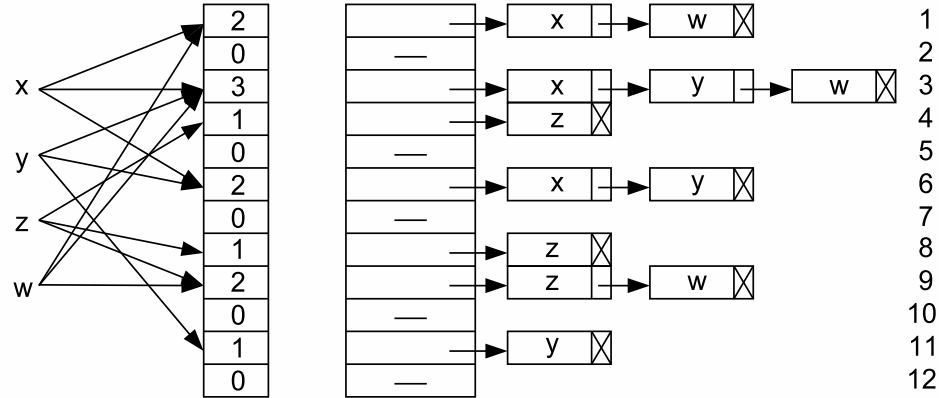 2 x w 1
0 — 2
x 3 x y w 3
1 z 4
y 0 — 5
2 x y 6
z 0 — 7
1 z 8
w 2 z w 9
0 — 10
1 y 11
0 — 12